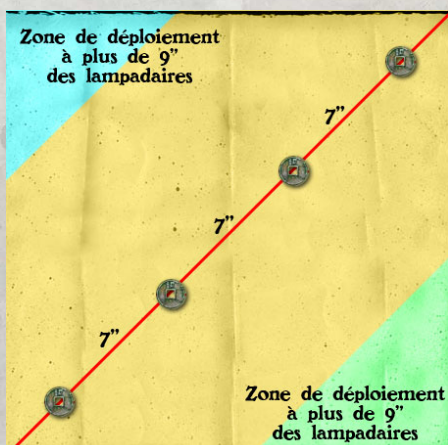 Zone de déploiement
à plus de 9"
des lampadaires
7"
7"
7"
Zone de déploiement
à plus de 9"
des lampadaires